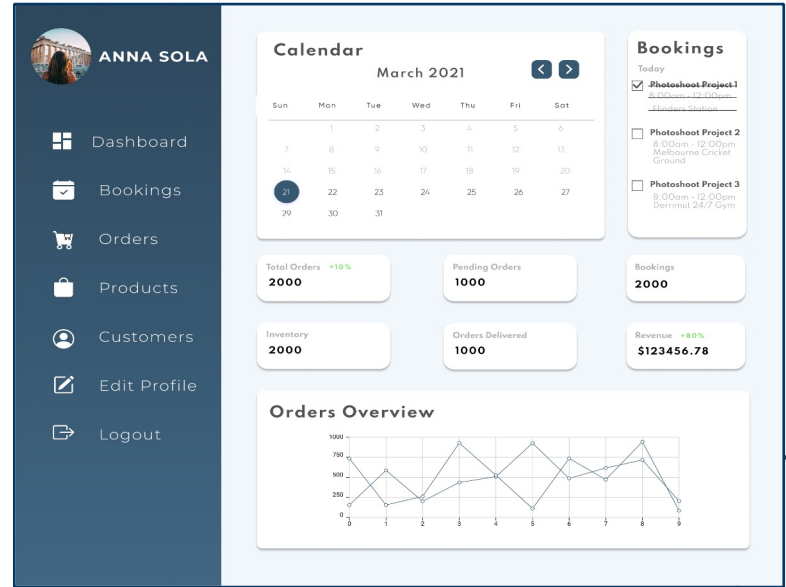 ANNA SOLA
Dashboard
Bookings
Orders
Products
Customers
Edit Profile
Logout
Calendar
March 2021
Sun Mon Tue Wed Thu Fri Sat
1 2 3 4 5 6
7 8 9 10 11 12 13
14 15 16 17 18 19 20
21 22 23 24 25 26 27
29 30 31
Bookings
Today
Photoshoot Project 1
8:00am - 12:00pm
Flinders Station
Photoshoot Project 2
8:00am - 12:00pm
Melbourne Cricket
Ground
Photoshoot Project 3
8:00am - 12:00pm
Derrimut 24/7 Gym
Total Orders +10%
2000
Pending Orders
1000
Bookings
2000
Inventory
2000
Orders Delivered
1000
Revenue +80%
$123456.78
Orders Overview
1000
750
500
250
0
0 1 2 3 4 5 6 7 8 9